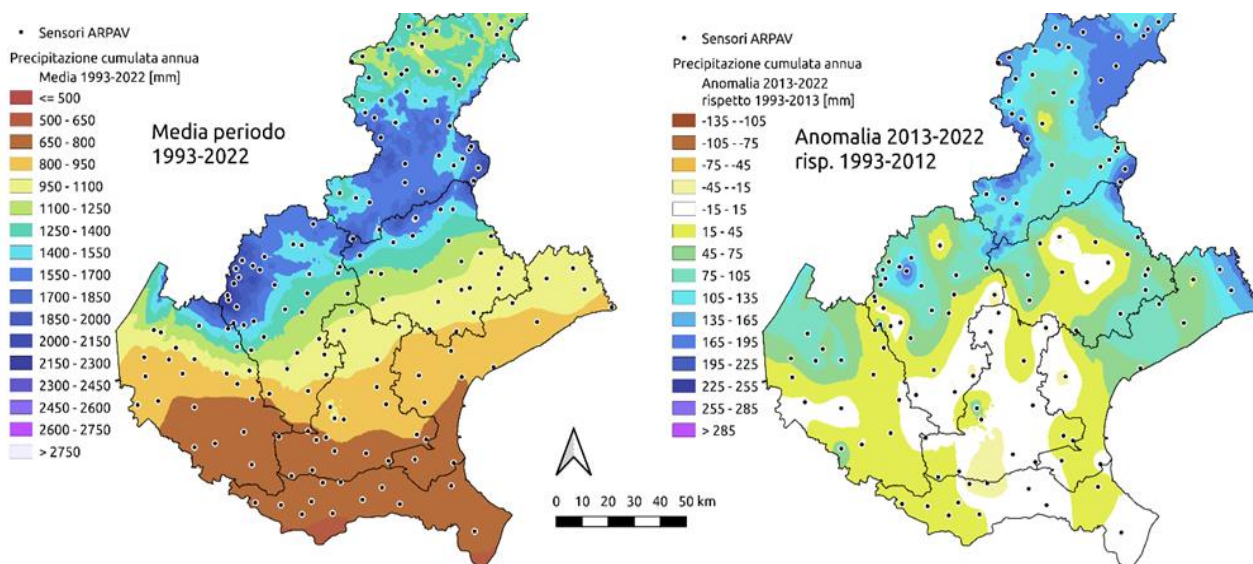 Sensori ARPAV
Precipitazione cumulata annua
Media 1993-2022 [mm]
<= 500
500 - 650
650 - 800
800 - 950
950 - 1100
1100 - 1250
1250 - 1400
1400 - 1550
1550 - 1700
1700 - 1850
1850 - 2000
2000 - 2150
2150 - 2300
2300 - 2450
2450 - 2600
2600 - 2750
> 2750
Media periodo
1993-2022
0 10 20 30 40 50 km
Sensori ARPAV
Precipitazione cumulata annua
Anomalia 2013-2022
rispetto 1993-2013 [mm]
-135 - -105
-105 - -75
-75 - -45
-45 - -15
-15 - 15
15 - 45
45 - 75
75 - 105
105 - 135
135 - 165
165 - 195
195 - 225
225 - 255
255 - 285
> 285
Anomalia 2013-2022
risp. 1993-2012